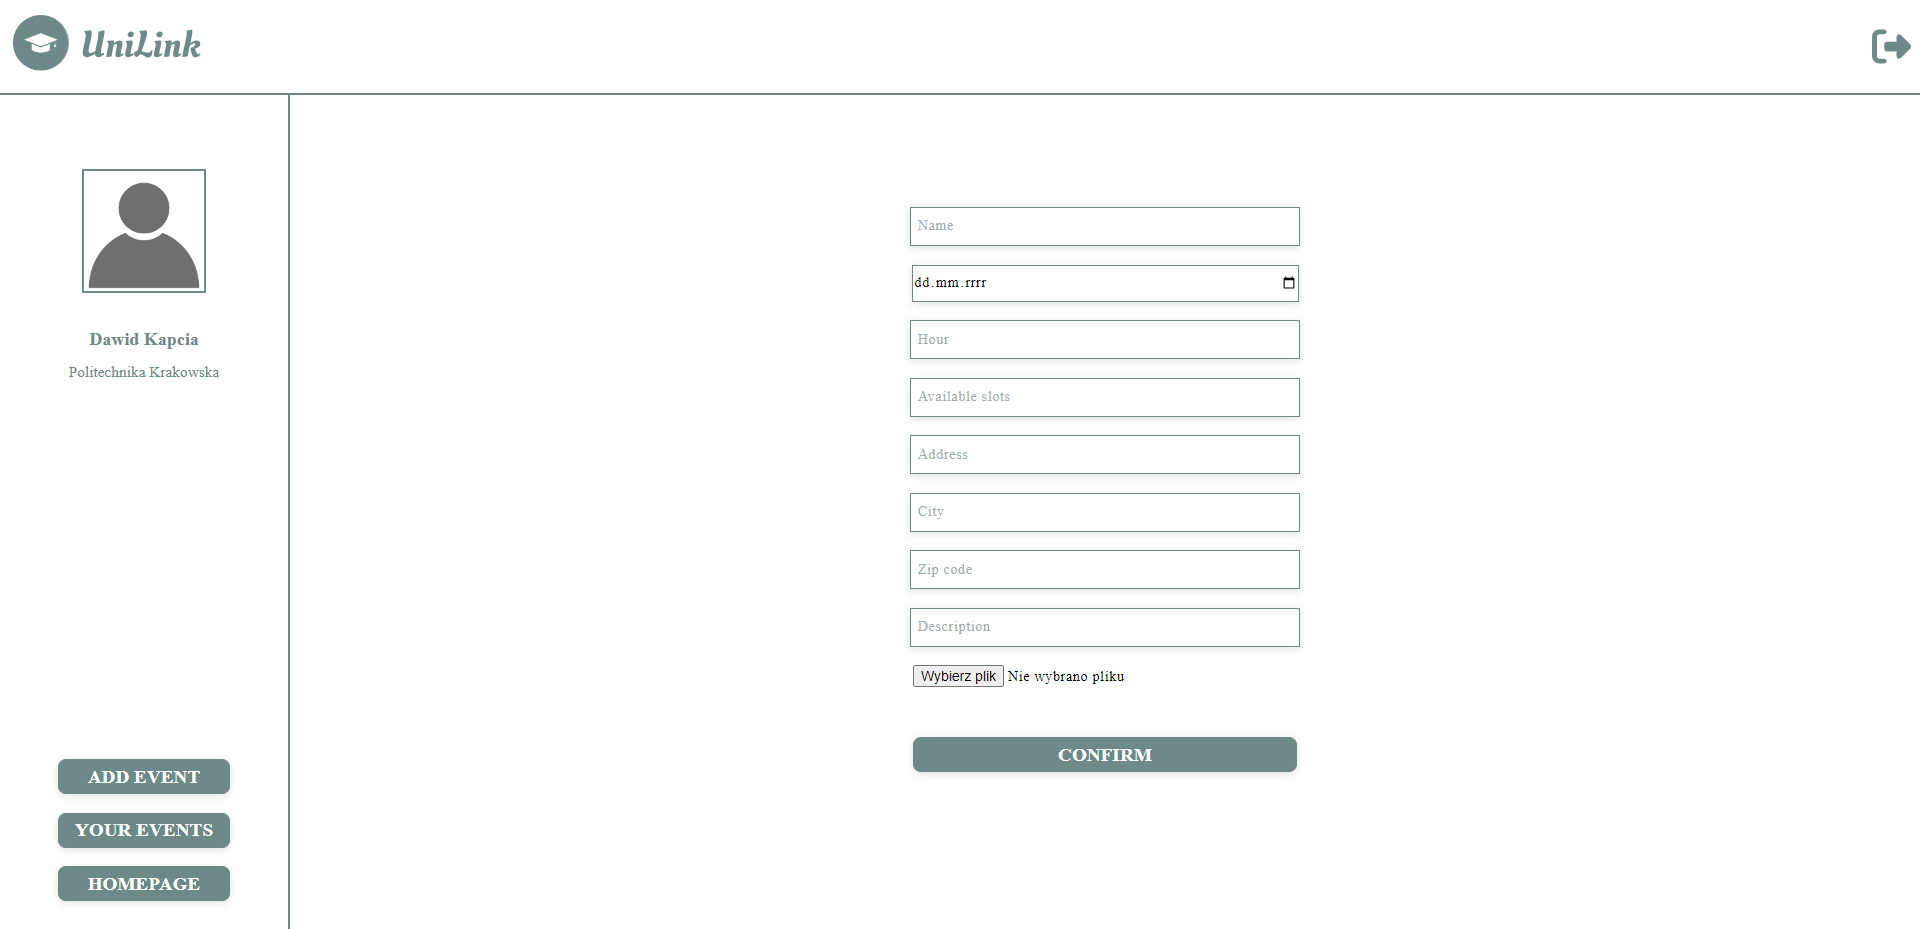 UniLink
Dawid Kapcia
Politechnika Krakowska
ADD EVENT
YOUR EVENTS
HOMEPAGE
Name
dd.mm.rrrr
Hour
Available slots
Address
City
Zip code
Description
Wybierz plik Nie wybrano pliku
CONFIRM